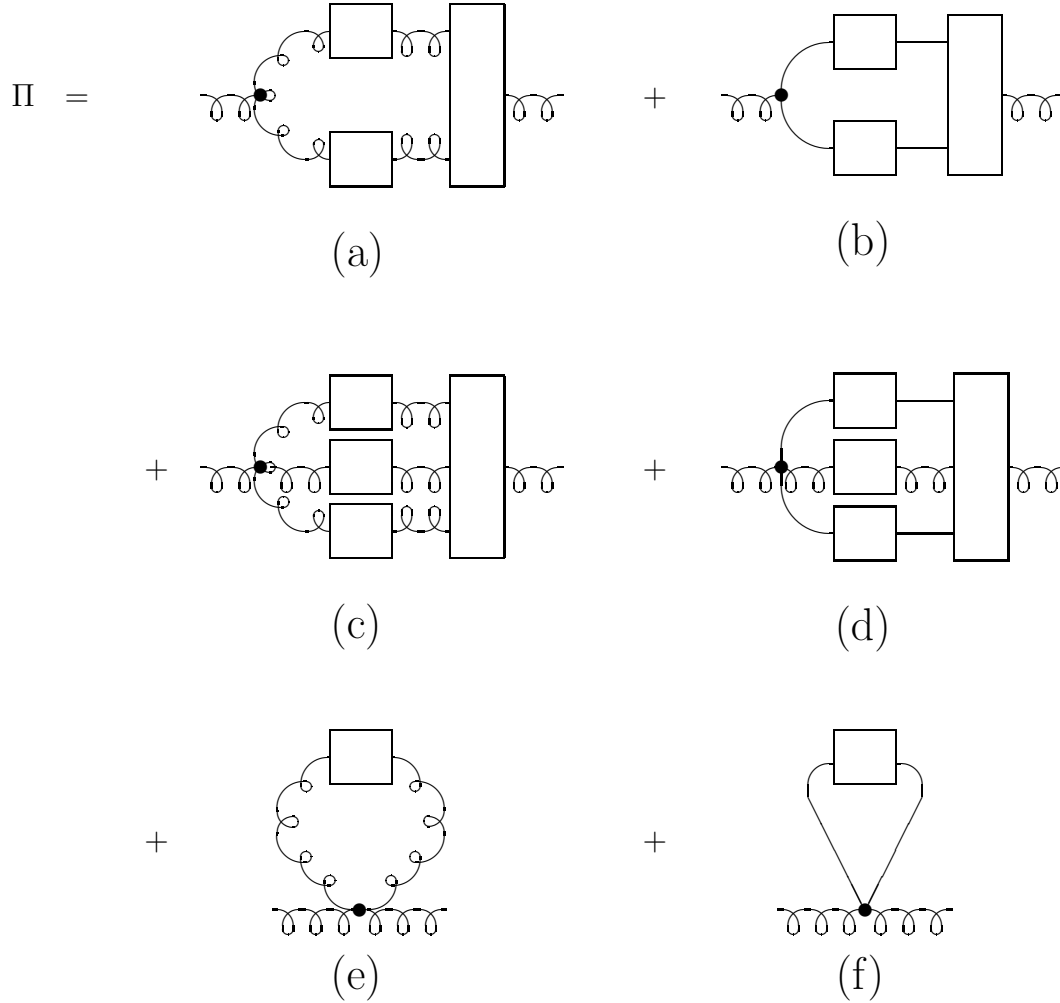 Π = +
(a) (b)
+ +
(c) (d)
+ +
(e) (f)